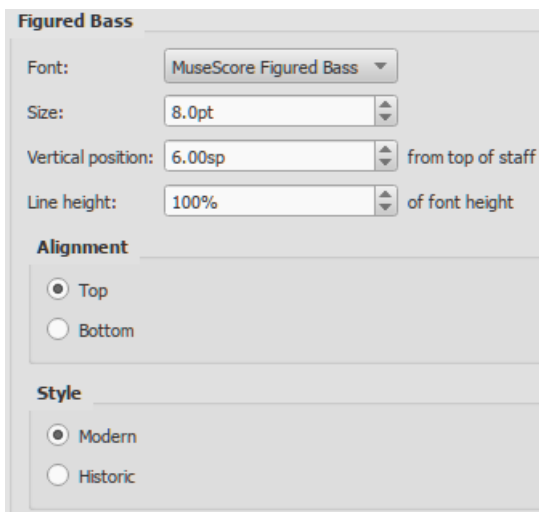 Figured Bass
Font: MuseScore Figured Bass
Size: 8.0pt
Vertical position: 6.00sp from top of staff
Line height: 100% of font height
Alignment
Top
Bottom
Style
Modern
Historic